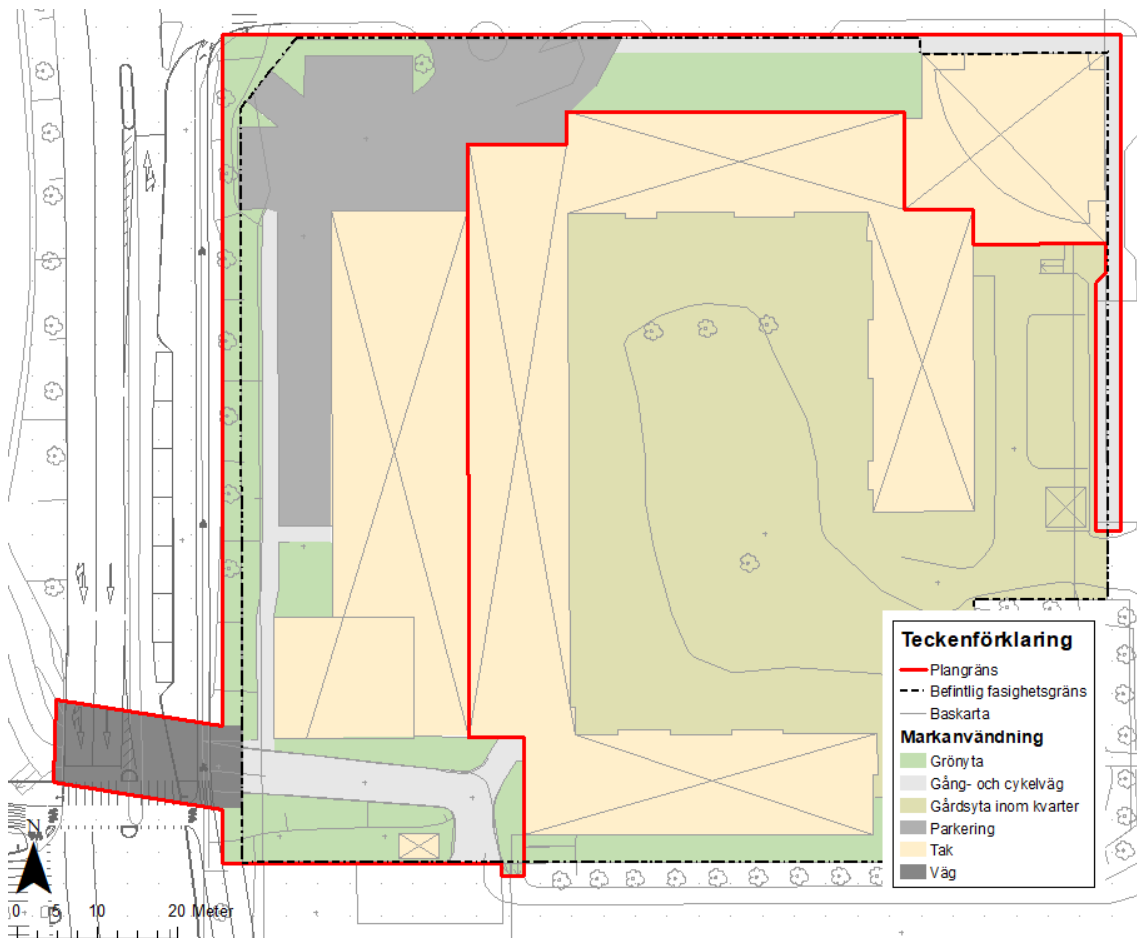 Teckenförklaring
Plangräns
Befintlig fasighetsgräns
Baskarta
Markanvändning
Grönyta
Gång- och cykelväg
Gårdsyta inom kvarter
Parkering
Tak
Väg
N
0 5 10 20 Meter